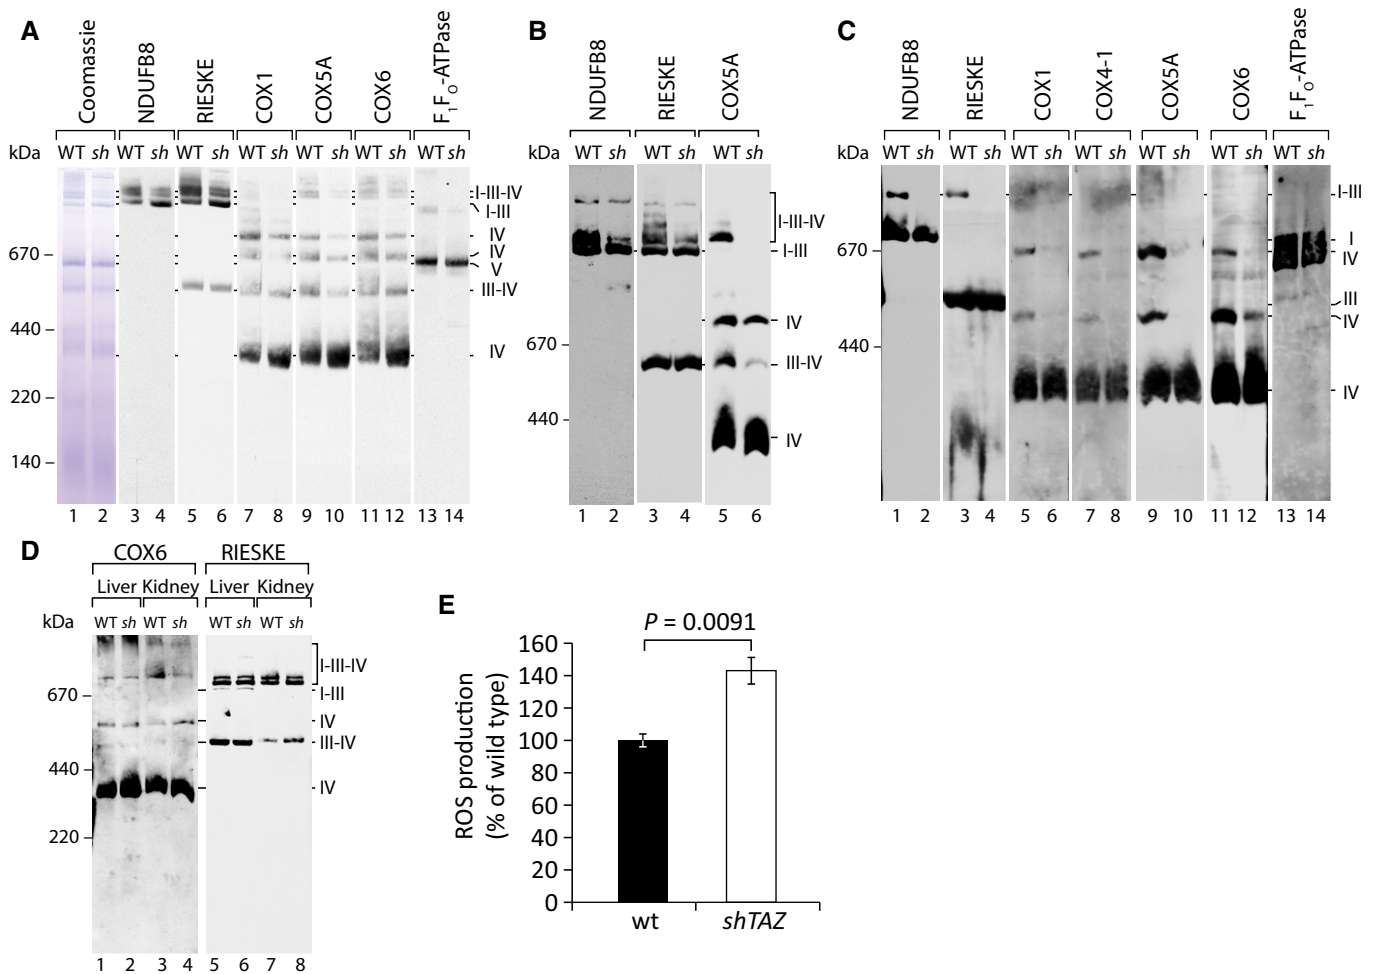 A
Coomassie
NDUFB8
RIESKE
COX1
COX5A
COX6
F1FO-ATPase
kDa
WT sh WT sh WT sh WT sh WT sh WT sh WT sh
I-III-IV
I-III
IV
670
IV
V
III-IV
440
IV
220
140
1 2 3 4 5 6 7 8 9 10 11 12 13 14
B
NDUFB8
RIESKE
COX5A
kDa
WT sh WT sh WT sh
I-III-IV
I-III
IV
670
III-IV
440
IV
1 2 3 4 5 6
C
NDUFB8
RIESKE
COX1
COX4-1
COX5A
COX6
F1FO-ATPase
kDa
WT sh WT sh WT sh WT sh WT sh WT sh WT sh
I-III
I
670
IV
III
IV
440
IV
1 2 3 4 5 6 7 8 9 10 11 12 13 14
D
COX6 RIESKE
Liver Kidney Liver Kidney
kDa
WT sh WT sh WT sh WT sh
I-III-IV
670
I-III
IV
III-IV
440
IV
220
1 2 3 4 5 6 7 8
E
P = 0.0091
ROS production
(% of wild type)
160
140
120
100
80
60
40
20
0
wt shTAZ